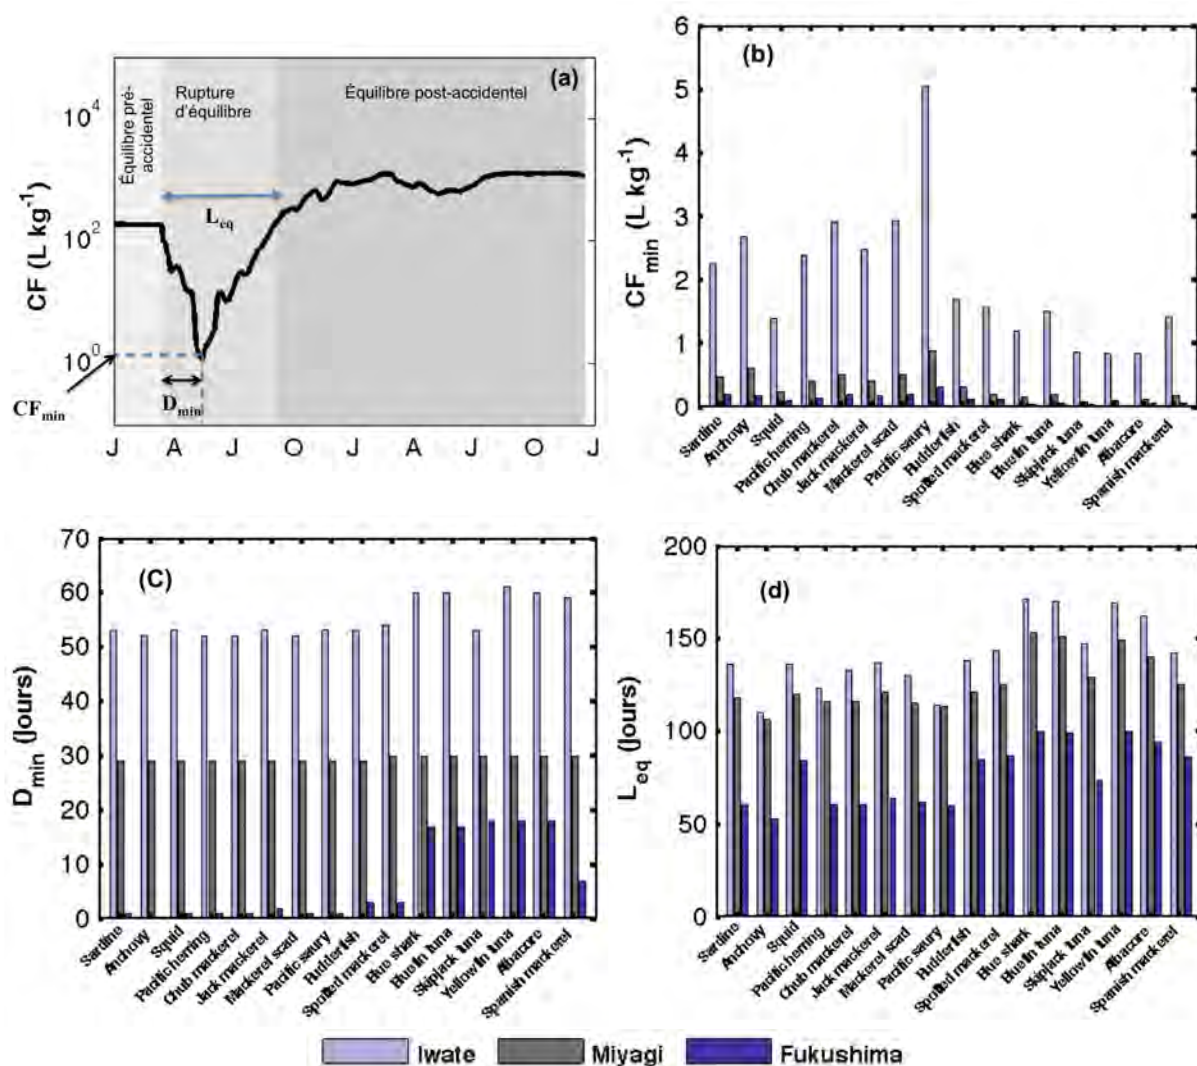 (a)
Équilibre pré-
accidentel
Rupture
d'équilibre
Équilibre post-accidentel
CF (L kg-1)
10^4
10^2
10^0
Leq
Dmin
CFmin
J A J O J A J O J
(b)
CFmin (L kg-1)
6
5
4
3
2
1
0
Sardine
Anchovy
Squid
Pacific herring
Chub mackerel
Jack mackerel
Mackerel scad
Pacific saury
Rudderfish
Spotted mackerel
Blue shark
Bluefin tuna
Skipjack tuna
Yellowfin tuna
Albacore
Spanish mackerel
(C)
Dmin (jours)
70
60
50
40
30
20
10
0
Sardine
Anchovy
Squid
Pacific herring
Chub mackerel
Jack mackerel
Mackerel scad
Pacific saury
Rudderfish
Spotted mackerel
Blue shark
Bluefin tuna
Skipjack tuna
Yellowfin tuna
Albacore
Spanish mackerel
(d)
Leq (jours)
200
150
100
50
0
Sardine
Anchovy
Squid
Pacific herring
Chub mackerel
Jack mackerel
Mackerel scad
Pacific saury
Rudderfish
Spotted mackerel
Blue shark
Bluefin tuna
Skipjack tuna
Yellowfin tuna
Albacore
Spanish mackerel
Iwate Miyagi Fukushima